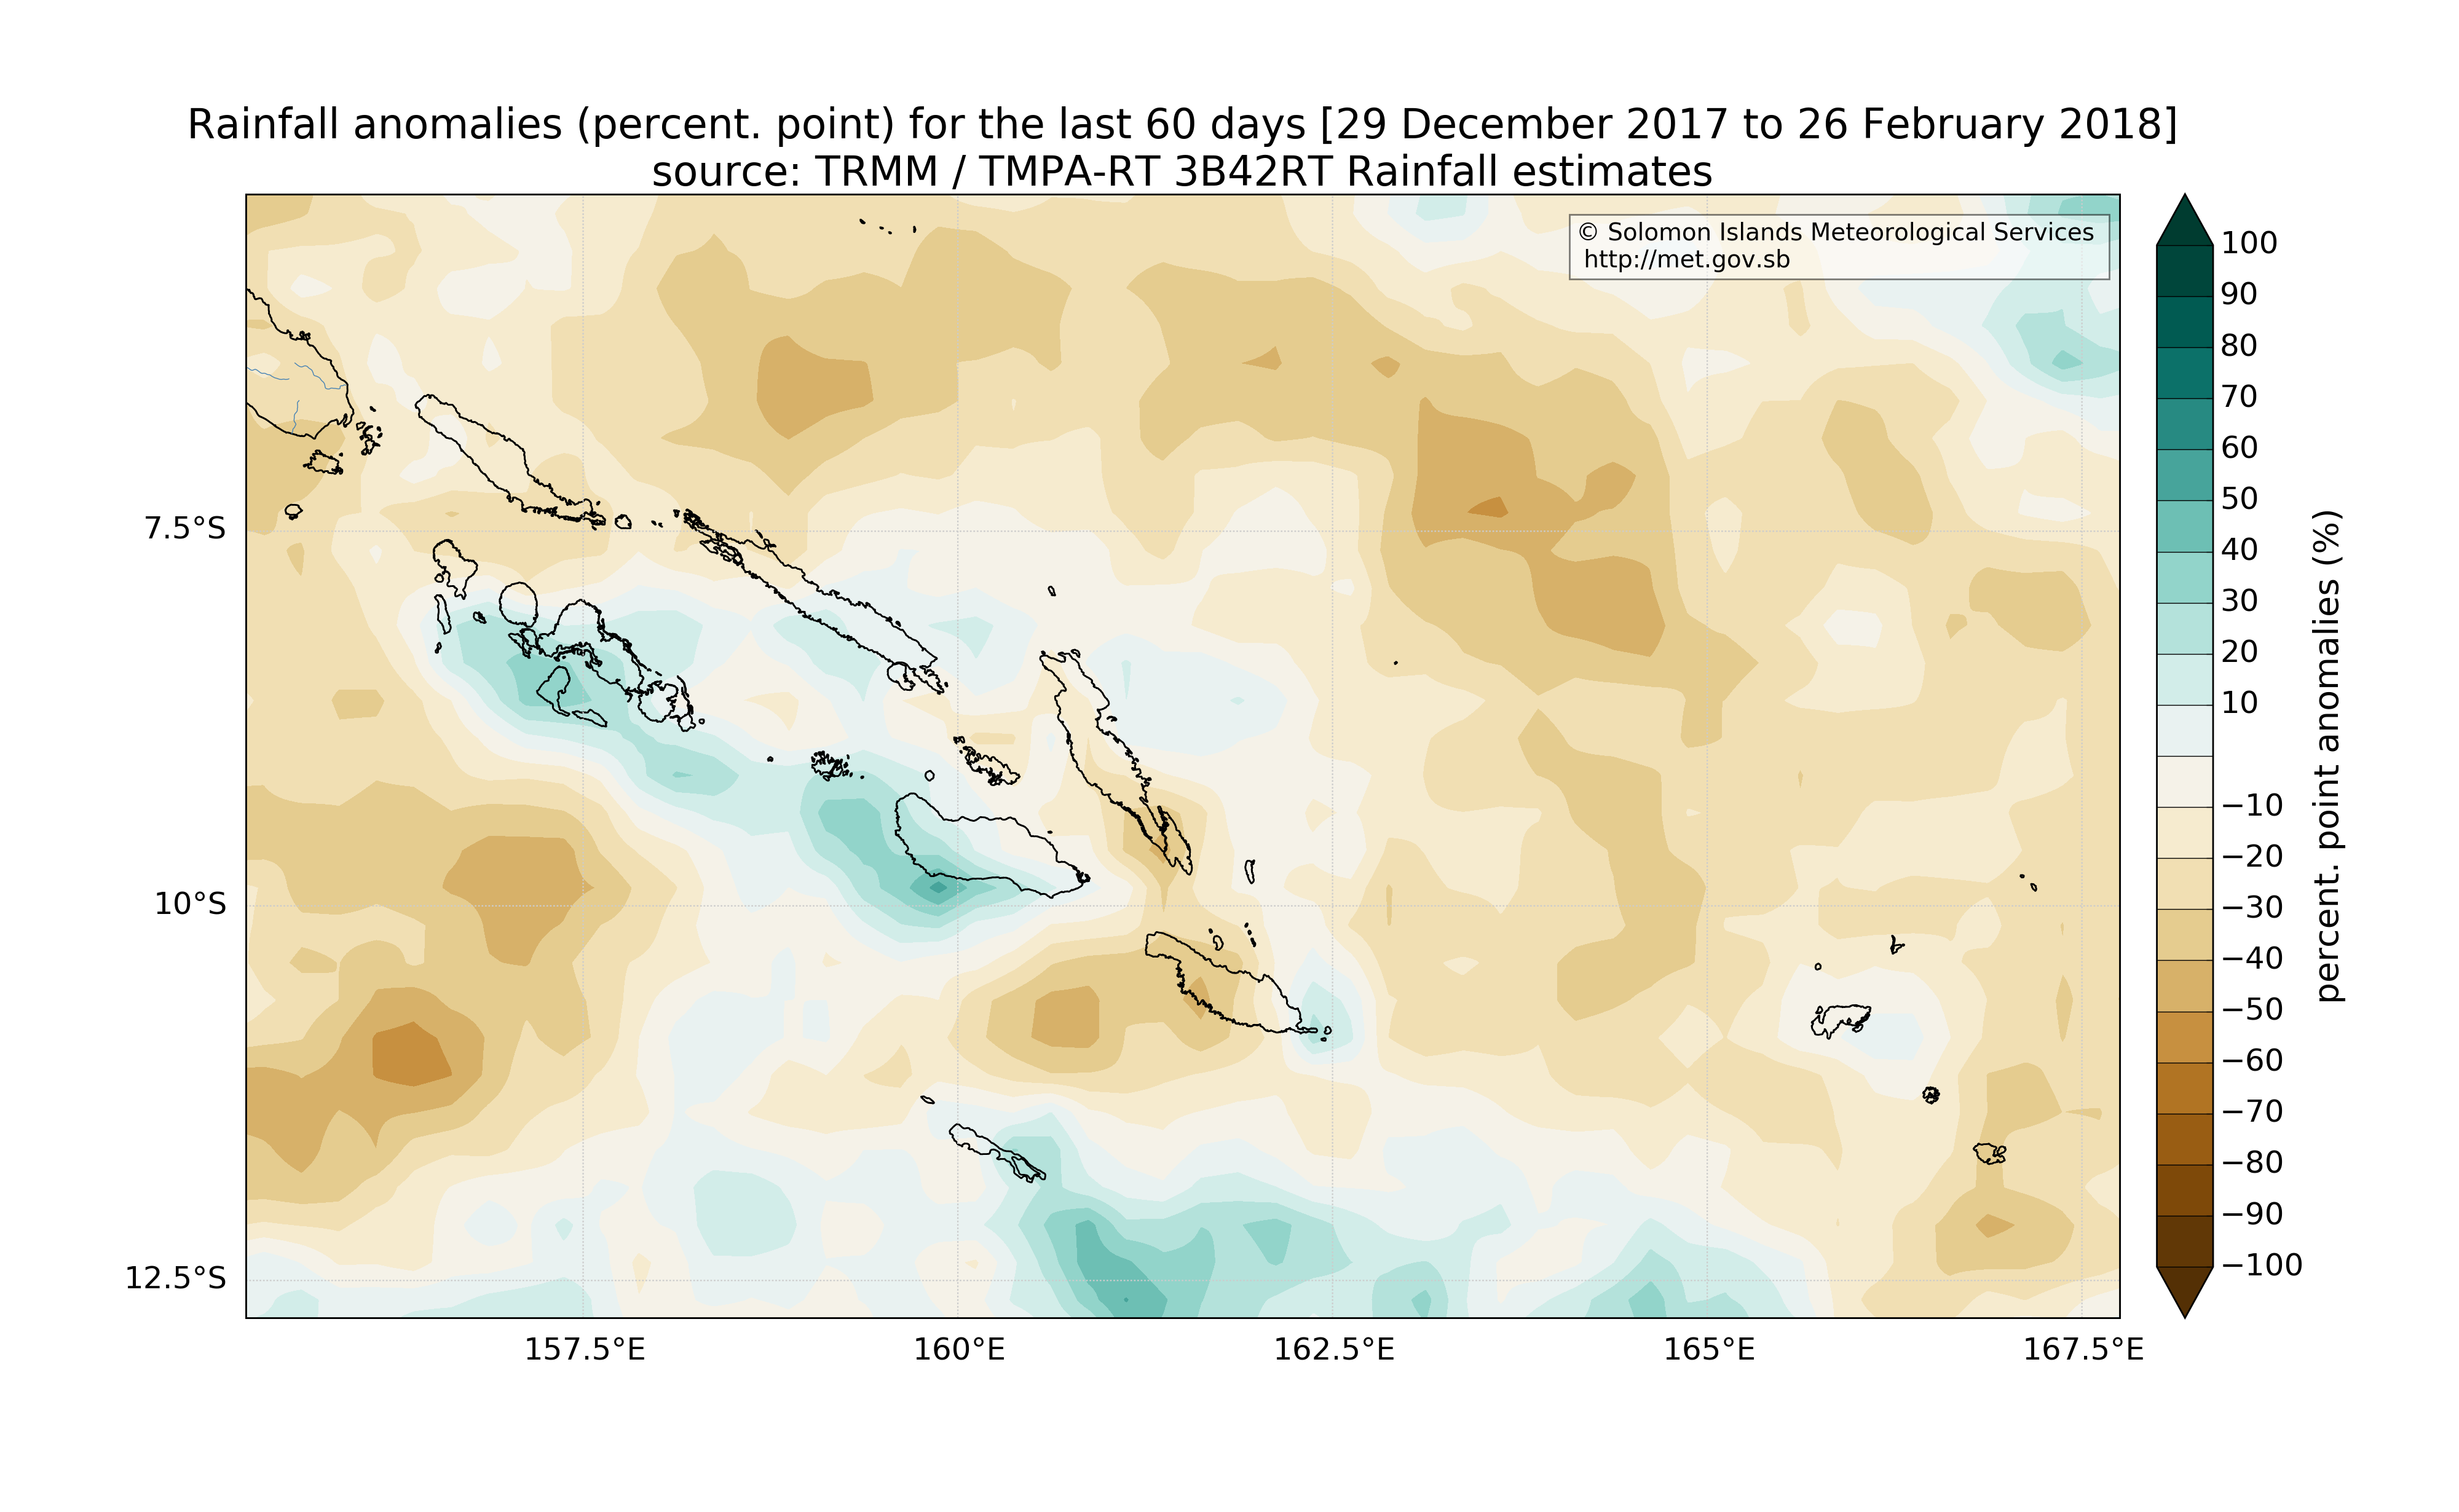 Rainfall anomalies (percent. point) for the last 60 days [29 December 2017 to 26 February 2018]
source: TRMM / TMPA-RT 3B42RT Rainfall estimates
© Solomon Islands Meteorological Services
http://met.gov.sb
7.5°S
10°S
12.5°S
157.5°E
160°E
162.5°E
165°E
167.5°E
100
90
80
70
60
50
40
30
20
10
−10
−20
−30
−40
−50
−60
−70
−80
−90
−100
percent. point anomalies (%)